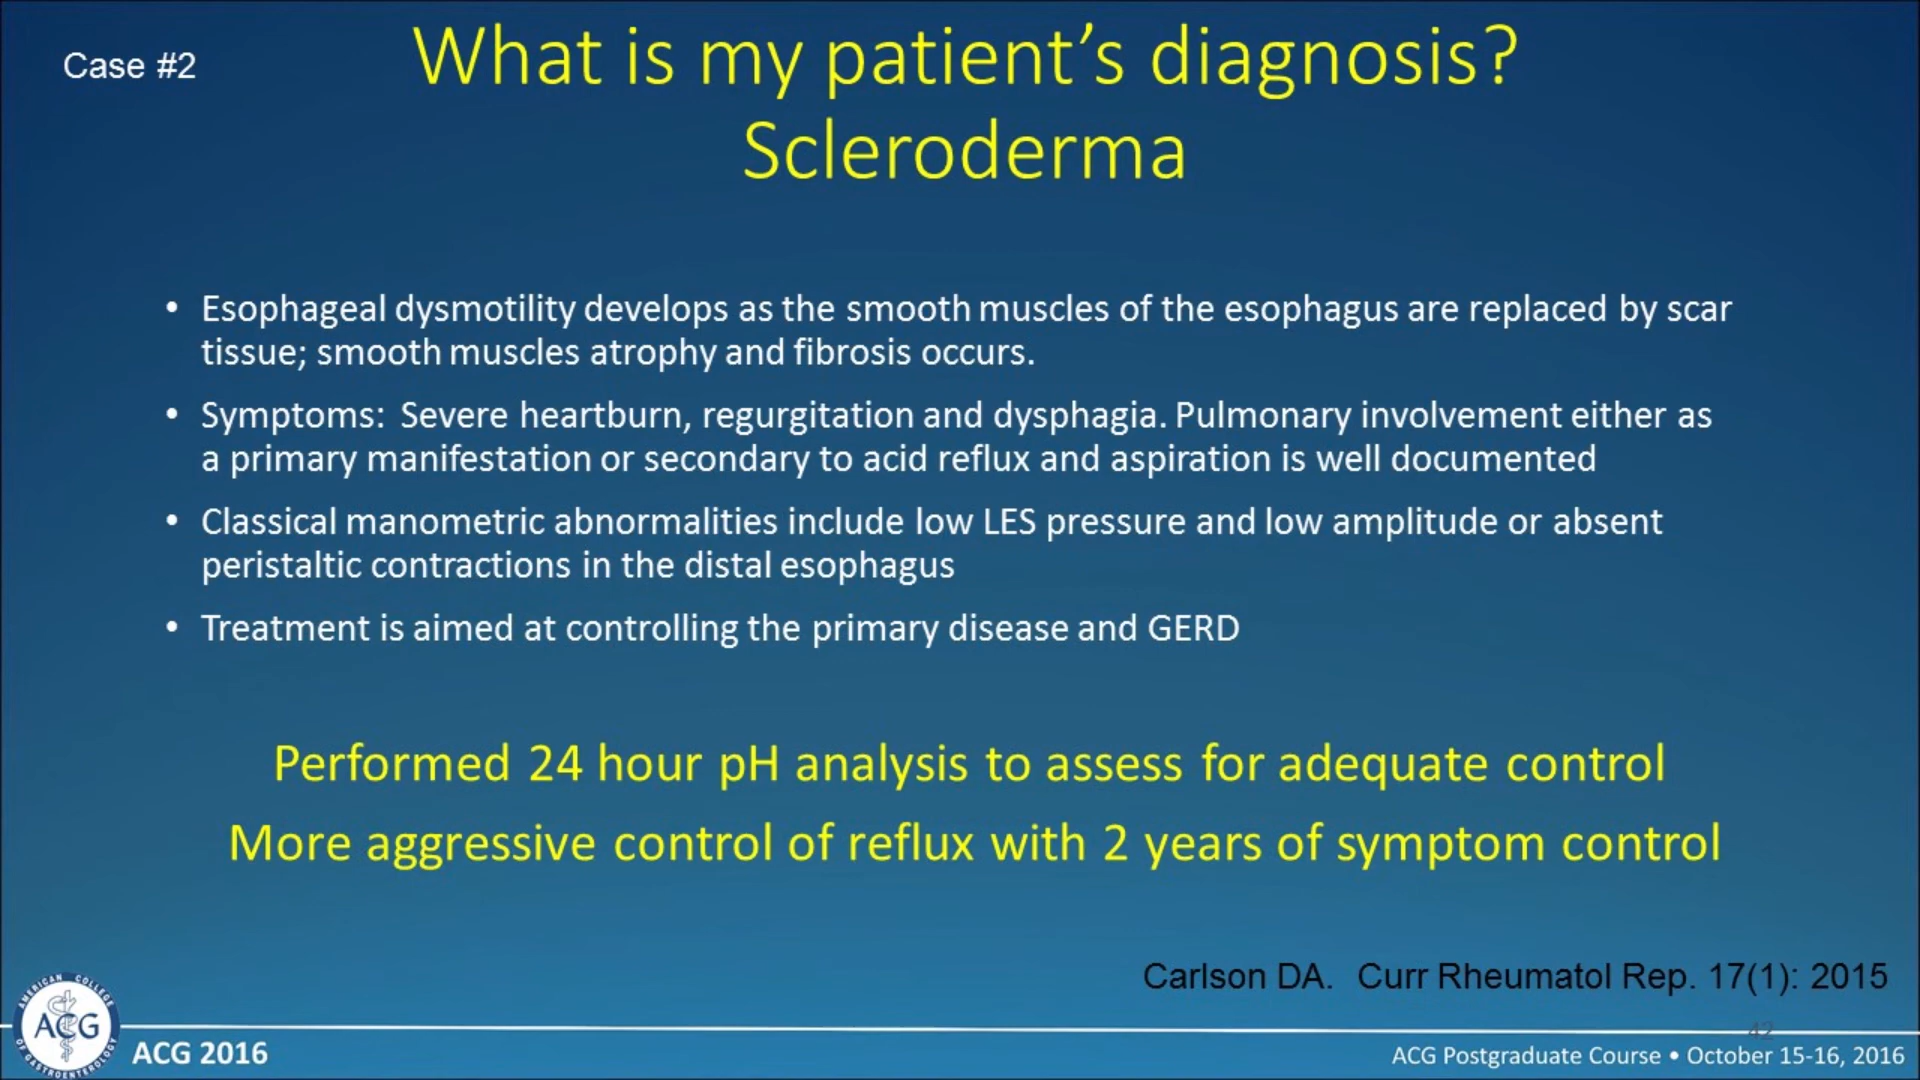 Case #2
What is my patient's diagnosis?
Scleroderma
• Esophageal dysmotility develops as the smooth muscles of the esophagus are replaced by scar
tissue; smooth muscles atrophy and fibrosis occurs.
• Symptoms: Severe heartburn, regurgitation and dysphagia. Pulmonary involvement either as
a primary manifestation or secondary to acid reflux and aspiration is well documented
• Classical manometric abnormalities include low LES pressure and low amplitude or absent
peristaltic contractions in the distal esophagus
• Treatment is aimed at controlling the primary disease and GERD
Performed 24 hour pH analysis to assess for adequate control
More aggressive control of reflux with 2 years of symptom control
Carlson DA. Curr Rheumatol Rep. 17(1): 2015
42
AMERICAN COLLEGE
ACG
OF GASTROENTEROLOGY
ACG 2016
ACG Postgraduate Course • October 15-16, 2016